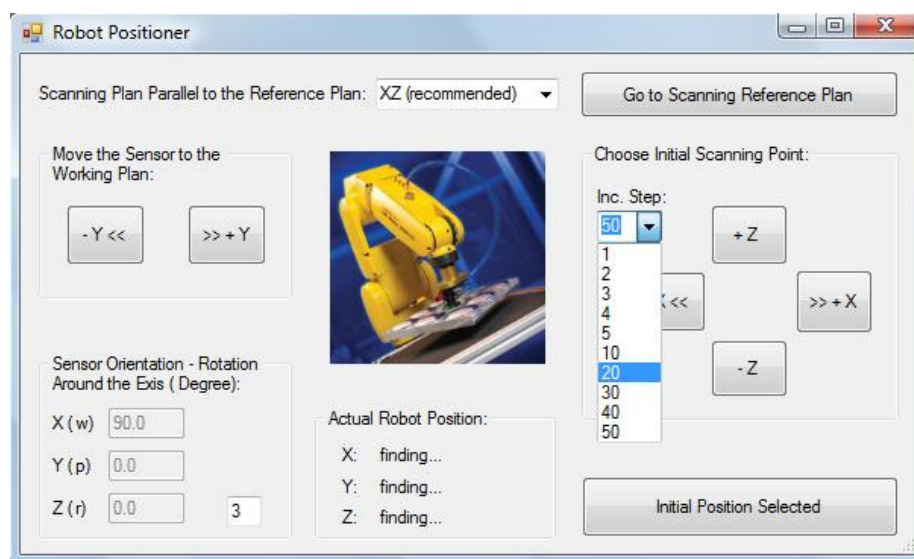 Robot Positioner
Scanning Plan Parallel to the Reference Plan: XZ (recommended)
Go to Scanning Reference Plan
Move the Sensor to the
Working Plan:
- Y <<
>> + Y
Choose Initial Scanning Point:
Inc. Step:
50
1
2
3
4
5
10
20
30
40
50
+ Z
<<
>> + X
- Z
Sensor Orientation - Rotation
Around the Exis ( Degree):
X ( w) 90.0
Y ( p) 0.0
Z ( r) 0.0
3
Actual Robot Position:
X: finding...
Y: finding...
Z: finding...
Initial Position Selected